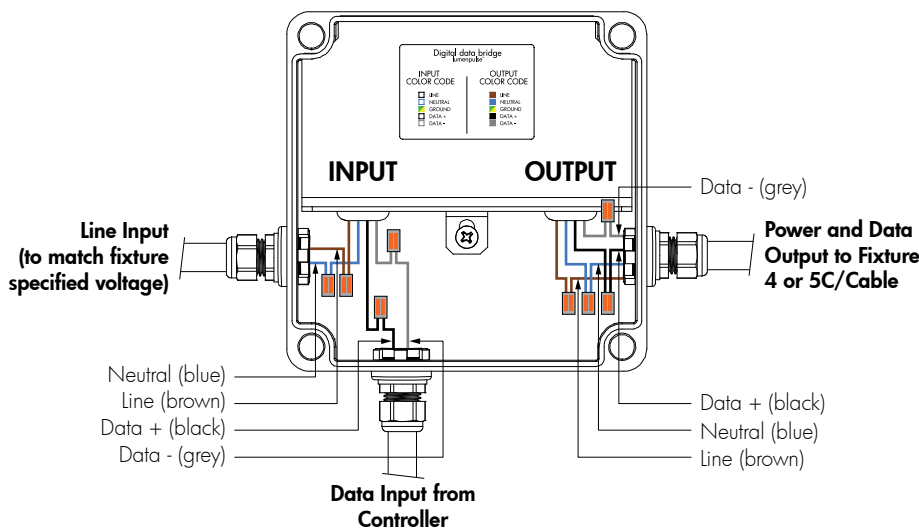 Digital data bridge
lumenpulse
INPUT
COLOR CODE
LINE
NEUTRAL
GROUND
DATA +
DATA -
OUTPUT
COLOR CODE
LINE
NEUTRAL
GROUND
DATA +
DATA -
INPUT
OUTPUT
Data - (grey)
Line Input
(to match fixture
specified voltage)
Power and Data
Output to Fixture
4 or 5C/Cable
Neutral (blue)
Line (brown)
Data + (black)
Data - (grey)
Data + (black)
Neutral (blue)
Line (brown)
Data Input from
Controller